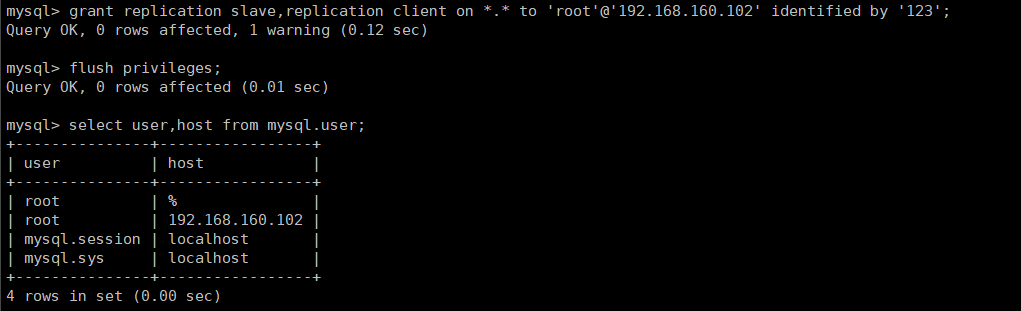 mysql> grant replication slave,replication client on *.* to 'root'@'192.168.160.102' identified by '123';
Query OK, 0 rows affected, 1 warning (0.12 sec)
mysql> flush privileges;
Query OK, 0 rows affected (0.01 sec)
mysql> select user,host from mysql.user;
+---------------+-----------------+
| user          | host            |
+---------------+-----------------+
| root          | %               |
| root          | 192.168.160.102 |
| mysql.session | localhost       |
| mysql.sys     | localhost       |
+---------------+-----------------+
4 rows in set (0.00 sec)